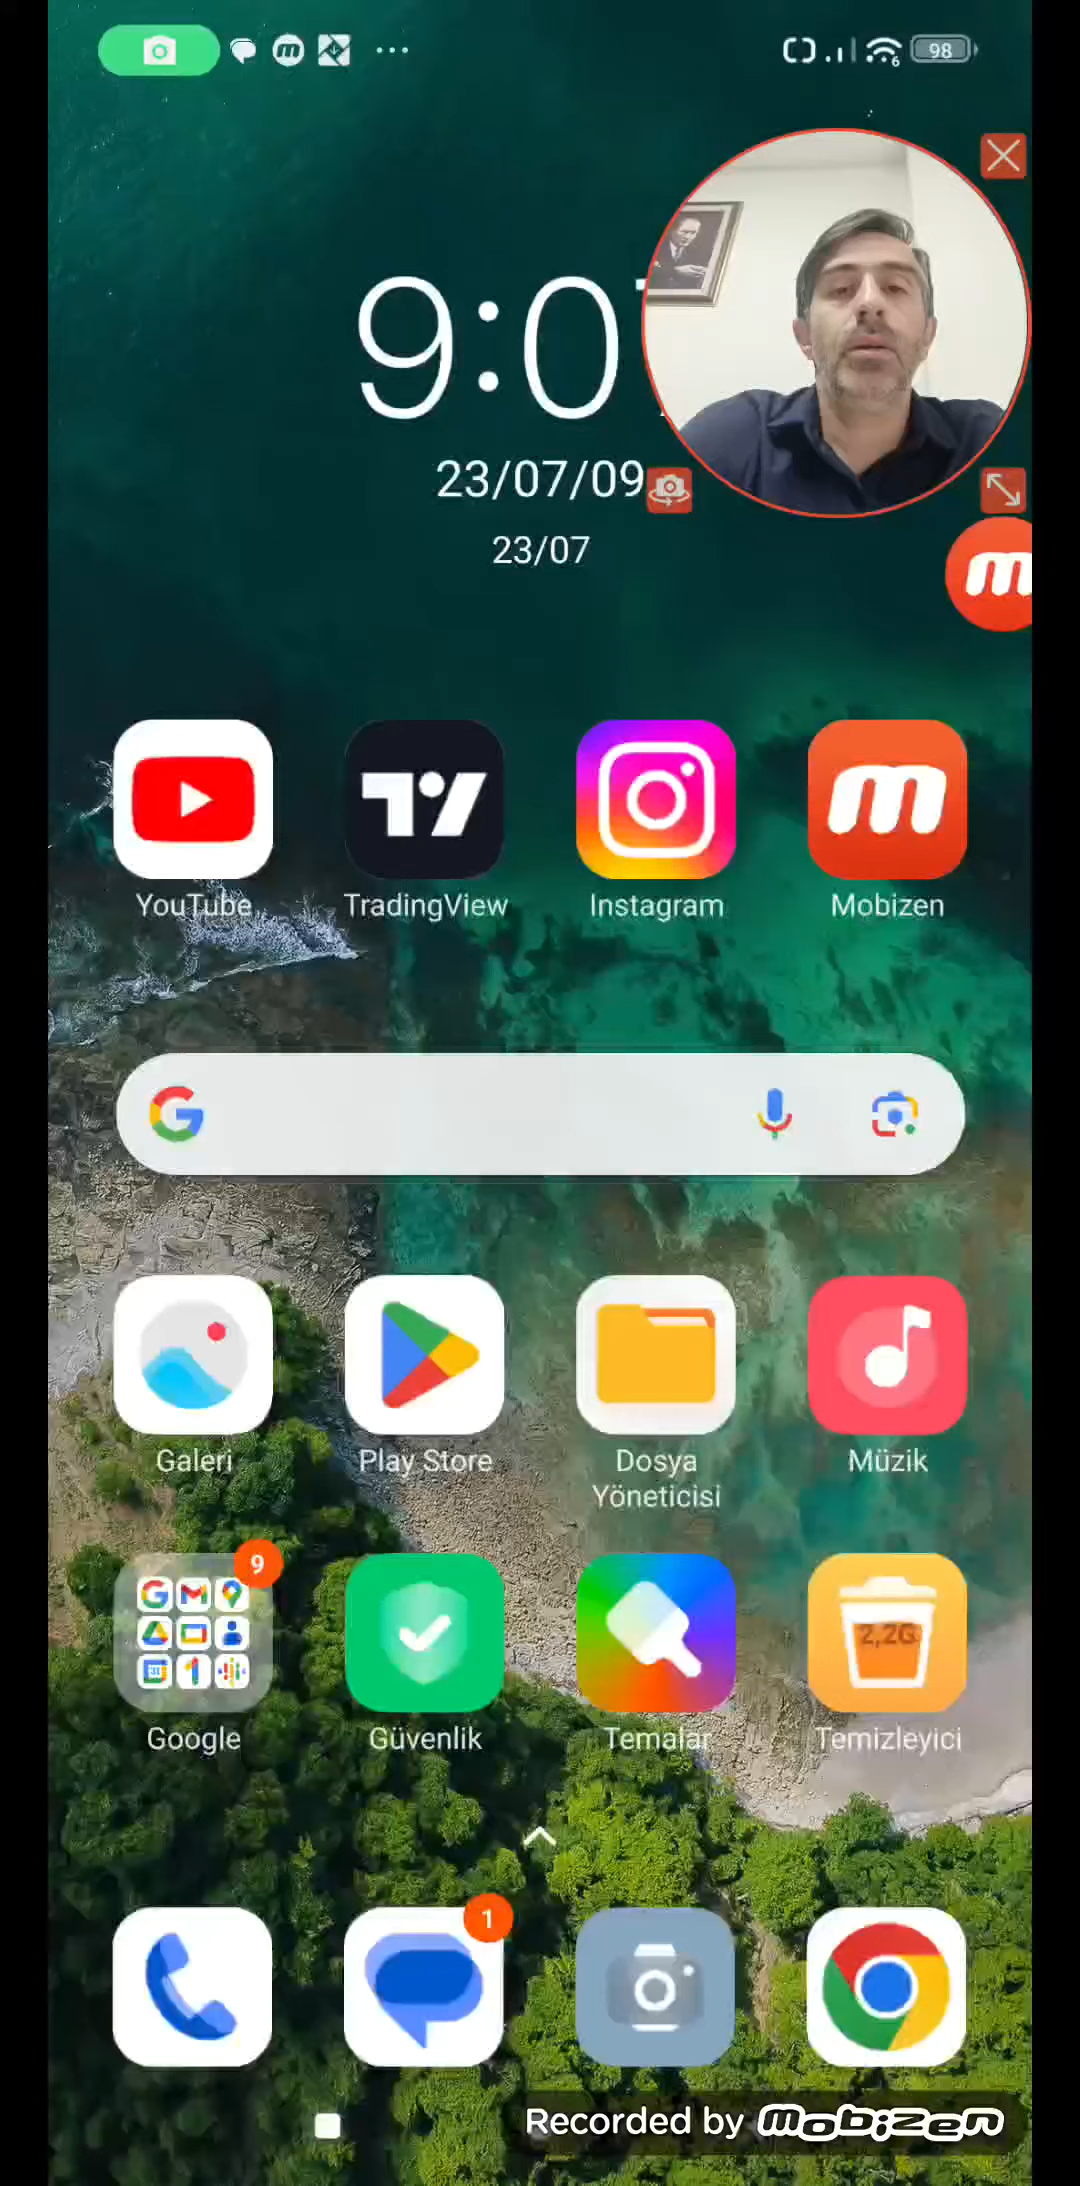 98
9:0
23/07/09
23/07
YouTube
TradingView
Instagram
Mobizen
Galeri
Play Store
Dosya
Yöneticisi
Müzik
9
2,2G
Google
Güvenlik
Temalar
Temizleyici
1
Recorded by mobizen